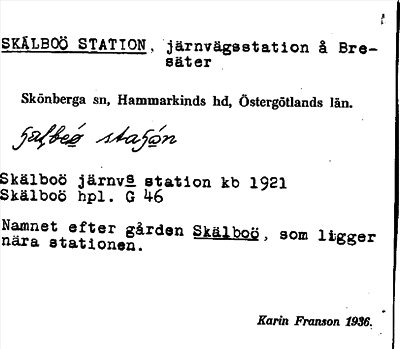 SKÄLBOÖ STATION, järnvägsstation å Bre-
säter
Skönberga sn, Hammarkinds hd, Östergötlands län.
Skälboö järnvs station kb 1921
Skälboö hpl. G 46
Namnet efter gården Skälboö, som ligger
nära stationen.
Karin Franson 1936.